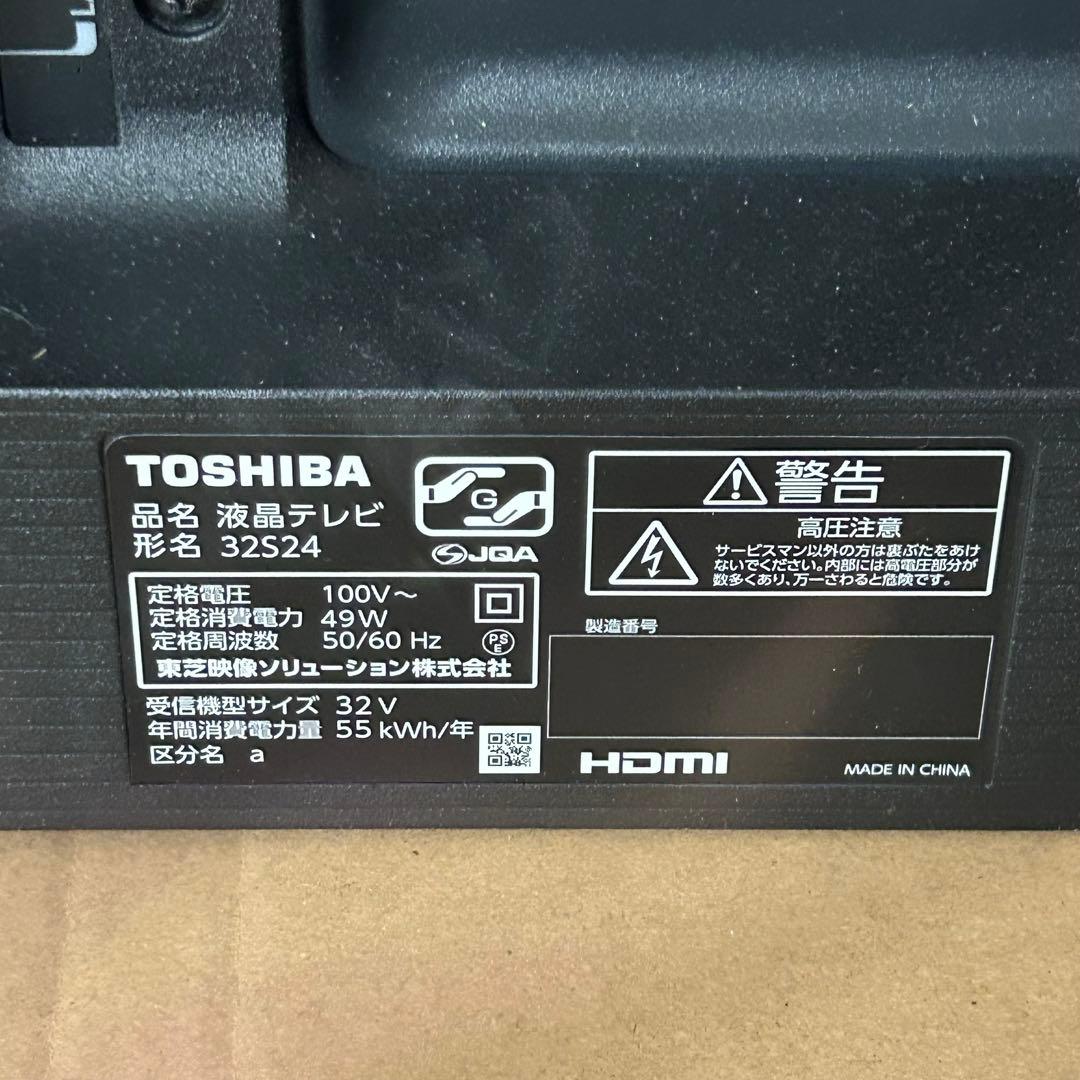 TOSHIBA
品名 液晶テレビ
形名 32S24
G
JQA
定格電圧 100V～
定格消費電力 49W
定格周波数 50/60 Hz
PS
E
東芝映像ソリューション株式会社
受信機型サイズ 32V
年間消費電力量 55kWh/年
区分名 a
警告
高圧注意
サービスマン以外の方は裏ぶたをあけ
ないでください。内部には高電圧部分が
数多くあり、万一さわると危険です。
製造番号
HDMI
MADE IN CHINA